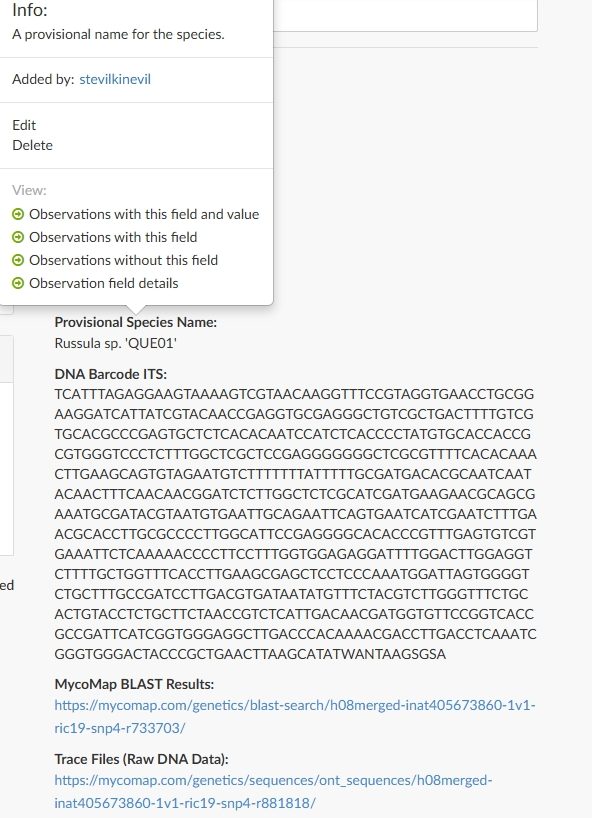 Info:
A provisional name for the species.
Added by: stevilkinevil
Edit
Delete
View:
Observations with this field and value
Observations with this field
Observations without this field
Observation field details
Provisional Species Name:
Russula sp. 'QUE01'
DNA Barcode ITS:
TCATTTAGAGGAAGTAAAAGTCGTAACAAGGTTTCCGTAGGTGAACCTGCGG
AAGGATCATTATCGTACAACCGAGGTGCGAGGGCTGTCGCTGACTTTTGTCG
TGCACGCCCGAGTGCTCTCACACAATCCATCTCACCCCTATGTGCACCACCG
CGTGGGTCCCTCTTTGGCTCGCTCCGAGGGGGGGCTCGCGTTTTCACACAAA
CTTGAAGCAGTGTAGAATGTCTTTTTTTATTTTTGCGATGACACGCAATCAAT
ACAACTTTCAACAACGGATCTCTTGGCTCTCGCATCGATGAAGAACGCAGCG
AAATGCGATACGTAATGTGAATTGCAGAATTCAGTGAATCATCGAATCTTTGA
ACGCACCTTGCGCCCCTTGGCATTCCGAGGGGCACACCCGTTTGAGTGTCGT
GAAATTCTCAAAAACCCCTTCCTTTGGTGGAGAGGATTTTGGACTTGGAGGT
CTTTTGCTGGTTTCACCTTGAAGCGAGCTCCTCCCAAATGGATTAGTGGGGT
CTGCTTTGCCGATCCTTGACGTGATAATATGTTTCTACGTCTTGGGTTTCTGC
ACTGTACCTCTGCTTCTAACCGTCTCATTGACAACGATGGTGTTCCGGTCACC
GCCGATTCATCGGTGGGAGGCTTGACCCACAAAACGACCTTGACCTCAAATC
GGGTGGGACTACCCGCTGAACTTAAGCATATWANTAAGSGSA
MycoMap BLAST Results:
https://mycomap.com/genetics/blast-search/h08merged-inat405673860-1v1-
ric19-snp4-r733703/
Trace Files (Raw DNA Data):
https://mycomap.com/genetics/sequences/ont_sequences/h08merged-
inat405673860-1v1-ric19-snp4-r881818/
ed